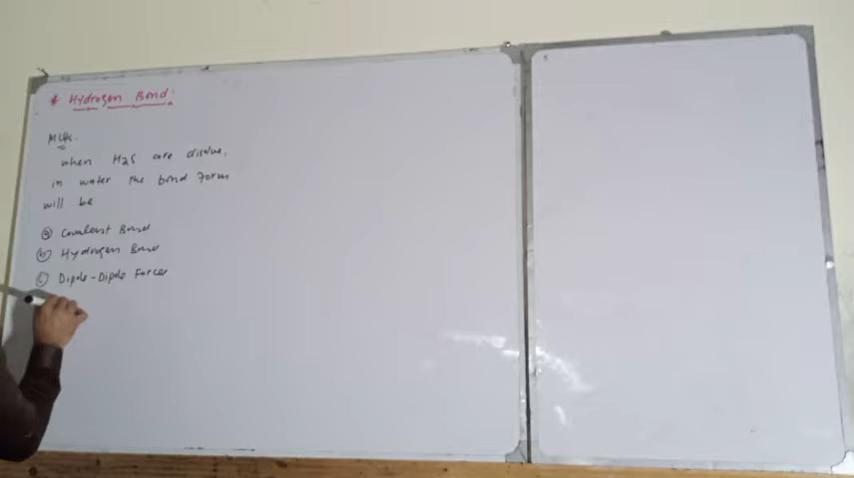 * Hydrogen Bond:
MCQs.
when H2S are disolve,
in water the bond form
will be
(a) Covalent Bond
(b) Hydrogen Bond
(c) Dipole-Dipole Forces